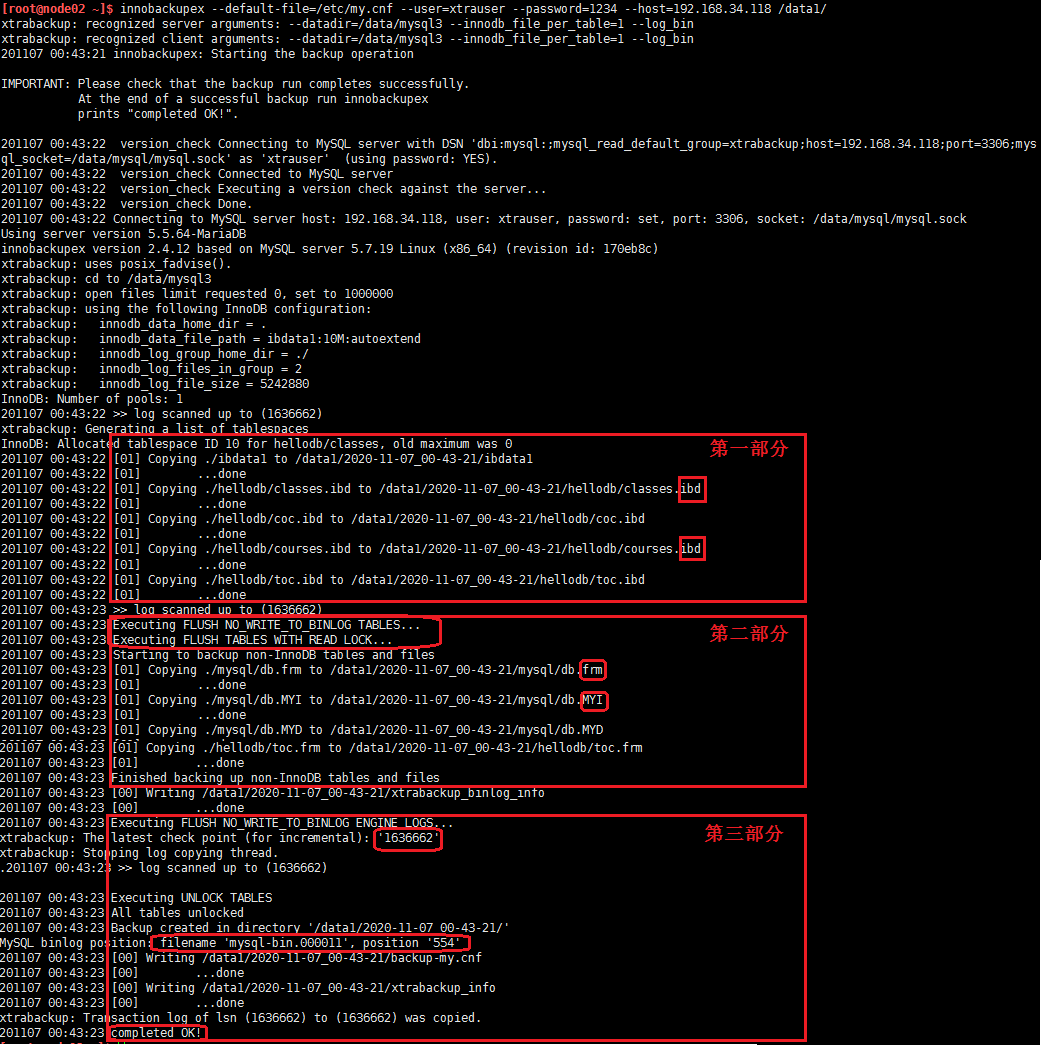 [root@node02 ~]$ innobackupex --default-file=/etc/my.cnf --user=xtrauser --password=1234 --host=192.168.34.118 /data1/
xtrabackup: recognized server arguments: --datadir=/data/mysql3 --innodb_file_per_table=1 --log_bin
xtrabackup: recognized client arguments: --datadir=/data/mysql3 --innodb_file_per_table=1 --log_bin
201107 00:43:21 innobackupex: Starting the backup operation
IMPORTANT: Please check that the backup run completes successfully.
At the end of a successful backup run innobackupex
prints "completed OK!".
201107 00:43:22  version_check Connecting to MySQL server with DSN 'dbi:mysql:;mysql_read_default_group=xtrabackup;host=192.168.34.118;port=3306;mys
ql_socket=/data/mysql/mysql.sock' as 'xtrauser'  (using password: YES).
201107 00:43:22  version_check Connected to MySQL server
201107 00:43:22  version_check Executing a version check against the server...
201107 00:43:22  version_check Done.
201107 00:43:22 Connecting to MySQL server host: 192.168.34.118, user: xtrauser, password: set, port: 3306, socket: /data/mysql/mysql.sock
Using server version 5.5.64-MariaDB
innobackupex version 2.4.12 based on MySQL server 5.7.19 Linux (x86_64) (revision id: 170eb8c)
xtrabackup: uses posix_fadvise().
xtrabackup: cd to /data/mysql3
xtrabackup: open files limit requested 0, set to 1000000
xtrabackup: using the following InnoDB configuration:
xtrabackup:   innodb_data_home_dir = .
xtrabackup:   innodb_data_file_path = ibdata1:10M:autoextend
xtrabackup:   innodb_log_group_home_dir = ./
xtrabackup:   innodb_log_files_in_group = 2
xtrabackup:   innodb_log_file_size = 5242880
InnoDB: Number of pools: 1
201107 00:43:22 >> log scanned up to (1636662)
xtrabackup: Generating a list of tablespaces
InnoDB: Allocated tablespace ID 10 for hellodb/classes, old maximum was 0
第一部分
201107 00:43:22 [01] Copying ./ibdata1 to /data1/2020-11-07_00-43-21/ibdata1
201107 00:43:22 [01]        ...done
201107 00:43:22 [01] Copying ./hellodb/classes.ibd to /data1/2020-11-07_00-43-21/hellodb/classes.ibd
201107 00:43:22 [01]        ...done
201107 00:43:22 [01] Copying ./hellodb/coc.ibd to /data1/2020-11-07_00-43-21/hellodb/coc.ibd
201107 00:43:22 [01]        ...done
201107 00:43:22 [01] Copying ./hellodb/courses.ibd to /data1/2020-11-07_00-43-21/hellodb/courses.ibd
201107 00:43:22 [01]        ...done
201107 00:43:22 [01] Copying ./hellodb/toc.ibd to /data1/2020-11-07_00-43-21/hellodb/toc.ibd
201107 00:43:22 [01]        ...done
201107 00:43:23 >> log scanned up to (1636662)
201107 00:43:23 Executing FLUSH NO_WRITE_TO_BINLOG TABLES...
第二部分
201107 00:43:23 Executing FLUSH TABLES WITH READ LOCK...
201107 00:43:23 Starting to backup non-InnoDB tables and files
201107 00:43:23 [01] Copying ./mysql/db.frm to /data1/2020-11-07_00-43-21/mysql/db.frm
201107 00:43:23 [01]        ...done
201107 00:43:23 [01] Copying ./mysql/db.MYI to /data1/2020-11-07_00-43-21/mysql/db.MYI
201107 00:43:23 [01]        ...done
201107 00:43:23 [01] Copying ./mysql/db.MYD to /data1/2020-11-07_00-43-21/mysql/db.MYD
201107 00:43:23 [01] Copying ./hellodb/toc.frm to /data1/2020-11-07_00-43-21/hellodb/toc.frm
201107 00:43:23 [01]        ...done
201107 00:43:23 Finished backing up non-InnoDB tables and files
201107 00:43:23 [00] Writing /data1/2020-11-07_00-43-21/xtrabackup_binlog_info
201107 00:43:23 [00]        ...done
201107 00:43:23 Executing FLUSH NO_WRITE_TO_BINLOG ENGINE LOGS...
第三部分
xtrabackup: The latest check point (for incremental): '1636662'
xtrabackup: Stopping log copying thread.
.201107 00:43:23 >> log scanned up to (1636662)
201107 00:43:23 Executing UNLOCK TABLES
201107 00:43:23 All tables unlocked
201107 00:43:23 Backup created in directory '/data1/2020-11-07_00-43-21/'
MySQL binlog position: filename 'mysql-bin.000011', position '554'
201107 00:43:23 [00] Writing /data1/2020-11-07_00-43-21/backup-my.cnf
201107 00:43:23 [00]        ...done
201107 00:43:23 [00] Writing /data1/2020-11-07_00-43-21/xtrabackup_info
201107 00:43:23 [00]        ...done
xtrabackup: Transaction log of lsn (1636662) to (1636662) was copied.
201107 00:43:23 completed OK!